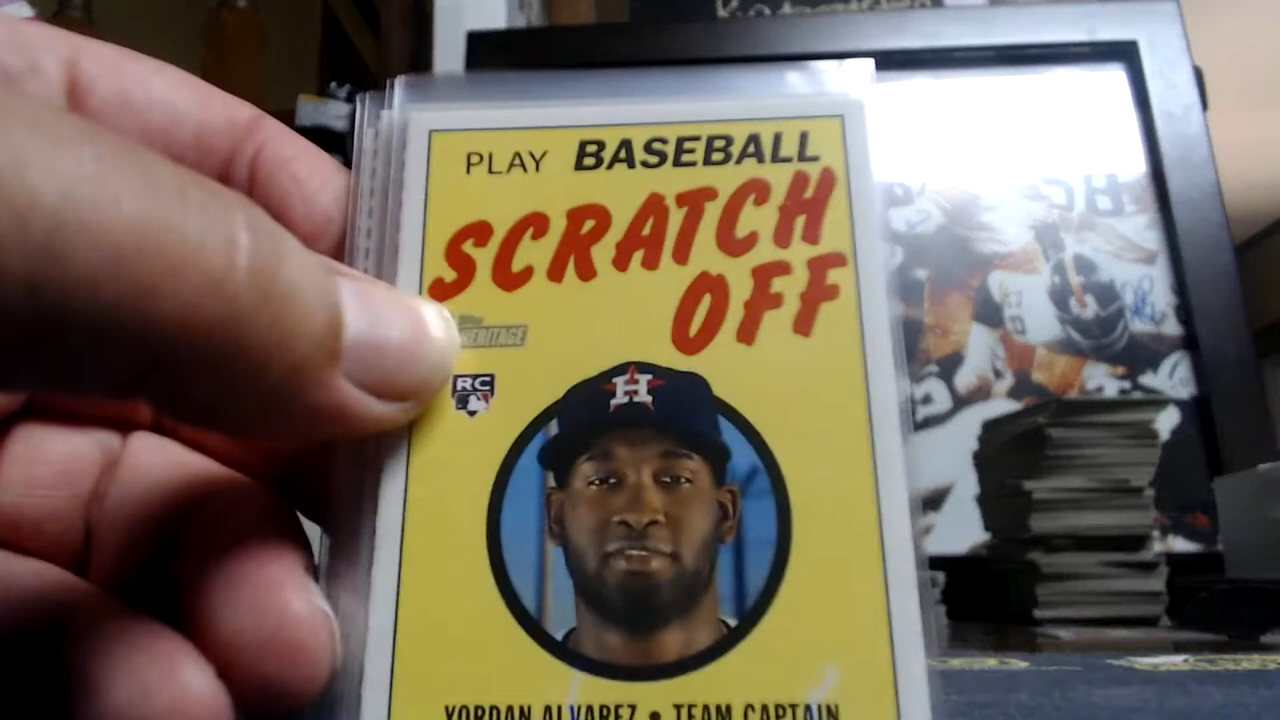 PLAY BASEBALL
SCRATCH
OFF
HERITAGE
RC
H
YORDAN ALVAREZ • TEAM CAPTAIN